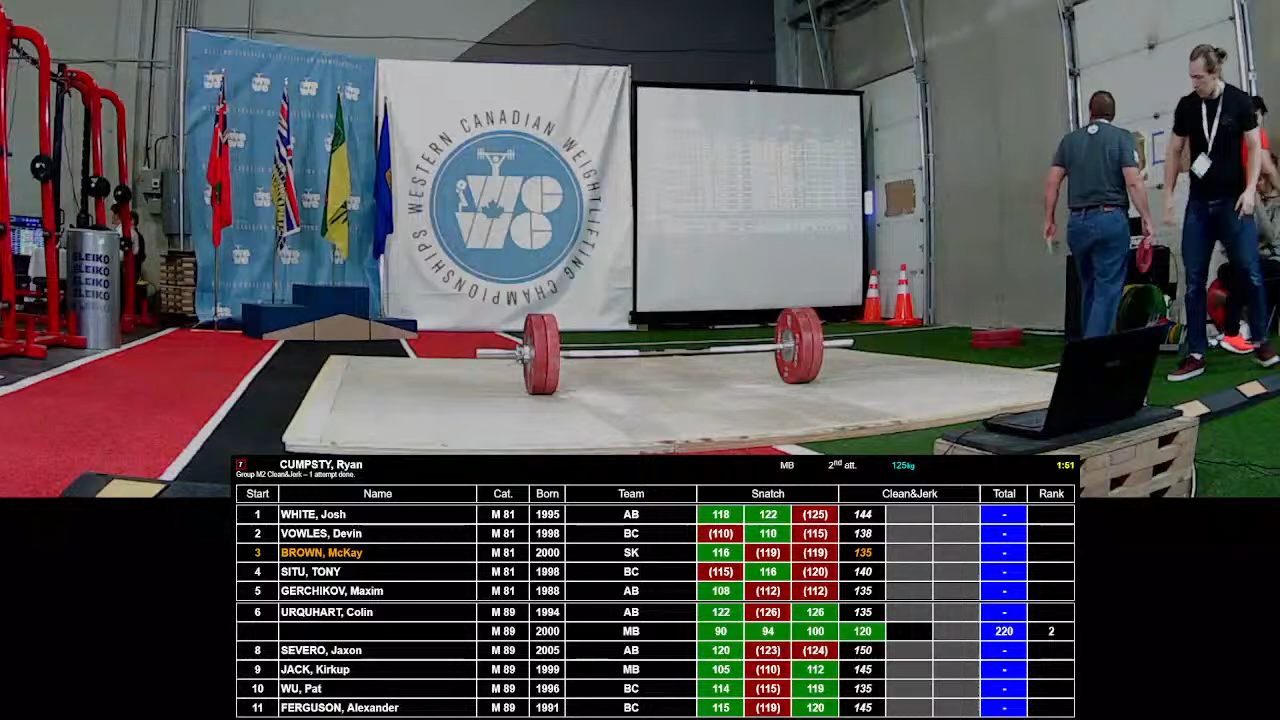 WESTERN CANADIAN WEIGHTLIFTING CHAMPIONSHIPS
WC
WC
ELEIKO
ELEIKO
ELEIKO
ELEIKO
7 CUMPSTY, Ryan MB 2nd att. 125kg 1:51
Group M2 Clean&Jerk – 1 attempt done.
Start Name Cat. Born Team Snatch Clean&Jerk Total Rank
1 WHITE, Josh M 81 1995 AB 118 122 (125) 144 -
2 VOWLES, Devin M 81 1998 BC (110) 110 (115) 138 -
3 BROWN, McKay M 81 2000 SK 116 (119) (119) 135 -
4 SITU, TONY M 81 1998 BC (115) 116 (120) 140 -
5 GERCHIKOV, Maxim M 81 1988 AB 108 (112) (112) 135 -
6 URQUHART, Colin M 89 1994 AB 122 (126) 126 135 -
M 89 2000 MB 90 94 100 120 220 2
8 SEVERO, Jaxon M 89 2005 AB 120 (123) (124) 150 -
9 JACK, Kirkup M 89 1999 MB 105 (110) 112 145 -
10 WU, Pat M 89 1996 BC 114 (115) 119 135 -
11 FERGUSON, Alexander M 89 1991 BC 115 (119) 120 145 -